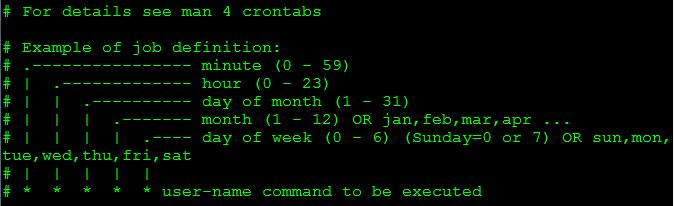 # For details see man 4 crontabs
# Example of job definition:
# .---------------- minute (0 - 59)
# |  .------------- hour (0 - 23)
# |  |  .---------- day of month (1 - 31)
# |  |  |  .------- month (1 - 12) OR jan,feb,mar,apr ...
# |  |  |  |  .---- day of week (0 - 6) (Sunday=0 or 7) OR sun,mon,
tue,wed,thu,fri,sat
# |  |  |  |  |
# *  *  *  *  * user-name command to be executed